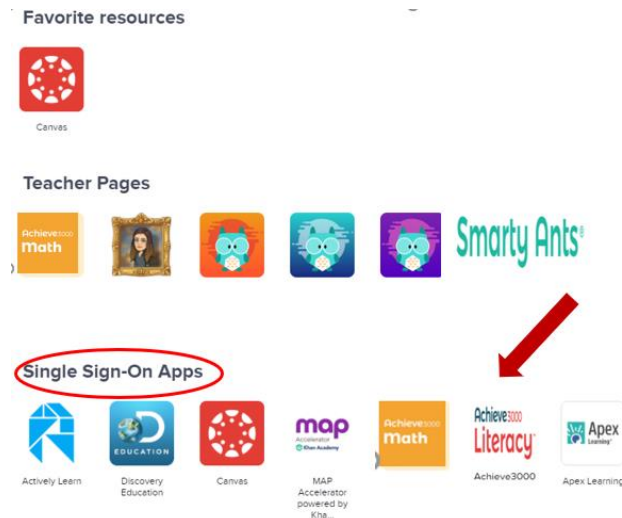 Favorite resources
Canvas
Teacher Pages
Achieve3000
Math
Smarty Ants
Single Sign-On Apps
EDUCATION
map
Accelerator
Khan Academy
Achieve3000
Math
Achieve3000
Literacy
Apex
Learning
Actively Learn
Discovery
Education
Canvas
MAP
Accelerator
powered by
Kha...
Achieve3000
Apex Learning